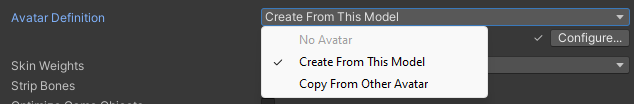 Avatar Definition
Create From This Model
No Avatar
Configure...
Create From This Model
Skin Weights
Copy From Other Avatar
Strip Bones